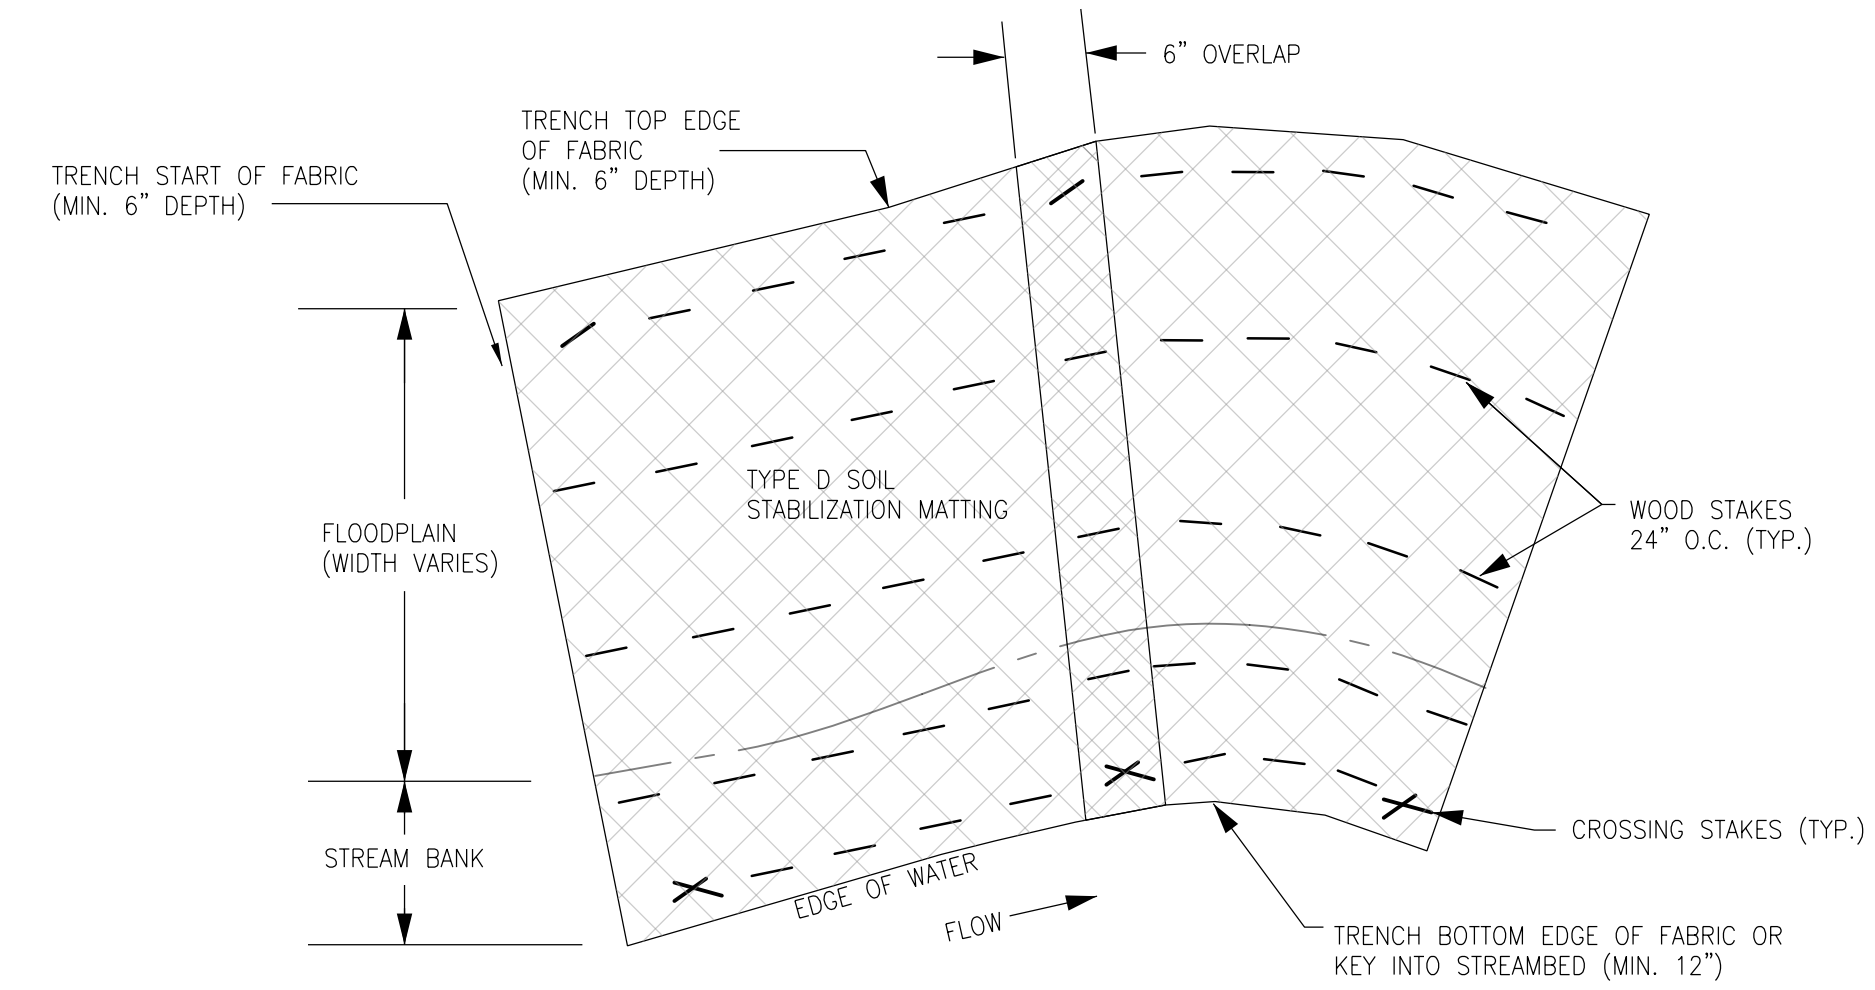 6” OVERLAP
TRENCH TOP EDGE
OF FABRIC
(MIN. 6” DEPTH)
TRENCH START OF FABRIC
(MIN. 6” DEPTH)
TYPE D SOIL
STABILIZATION MATTING
FLOODPLAIN
(WIDTH VARIES)
WOOD STAKES
24” O.C. (TYP.)
STREAM BANK
CROSSING STAKES (TYP.)
EDGE OF WATER
FLOW
TRENCH BOTTOM EDGE OF FABRIC OR
KEY INTO STREAMBED (MIN. 12”)